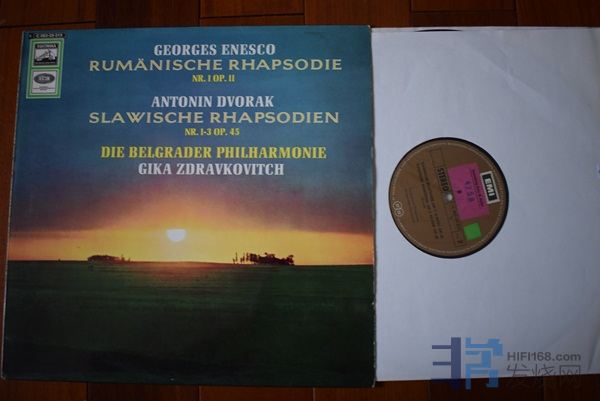 GEORGES ENESCO
RUMÄNISCHE RHAPSODIE
NR. 1 OP. 11
ANTONIN DVORAK
SLAWISCHE RHAPSODIEN
NR. 1-3 OP. 45
DIE BELGRADER PHILHARMONIE
GIKA ZDRAVKOVITCH
EMI
STEREO
HIFI168.com
发烧网